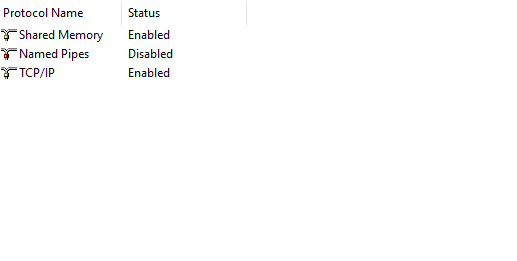 Protocol Name Status
Shared Memory Enabled
Named Pipes Disabled
TCP/IP Enabled